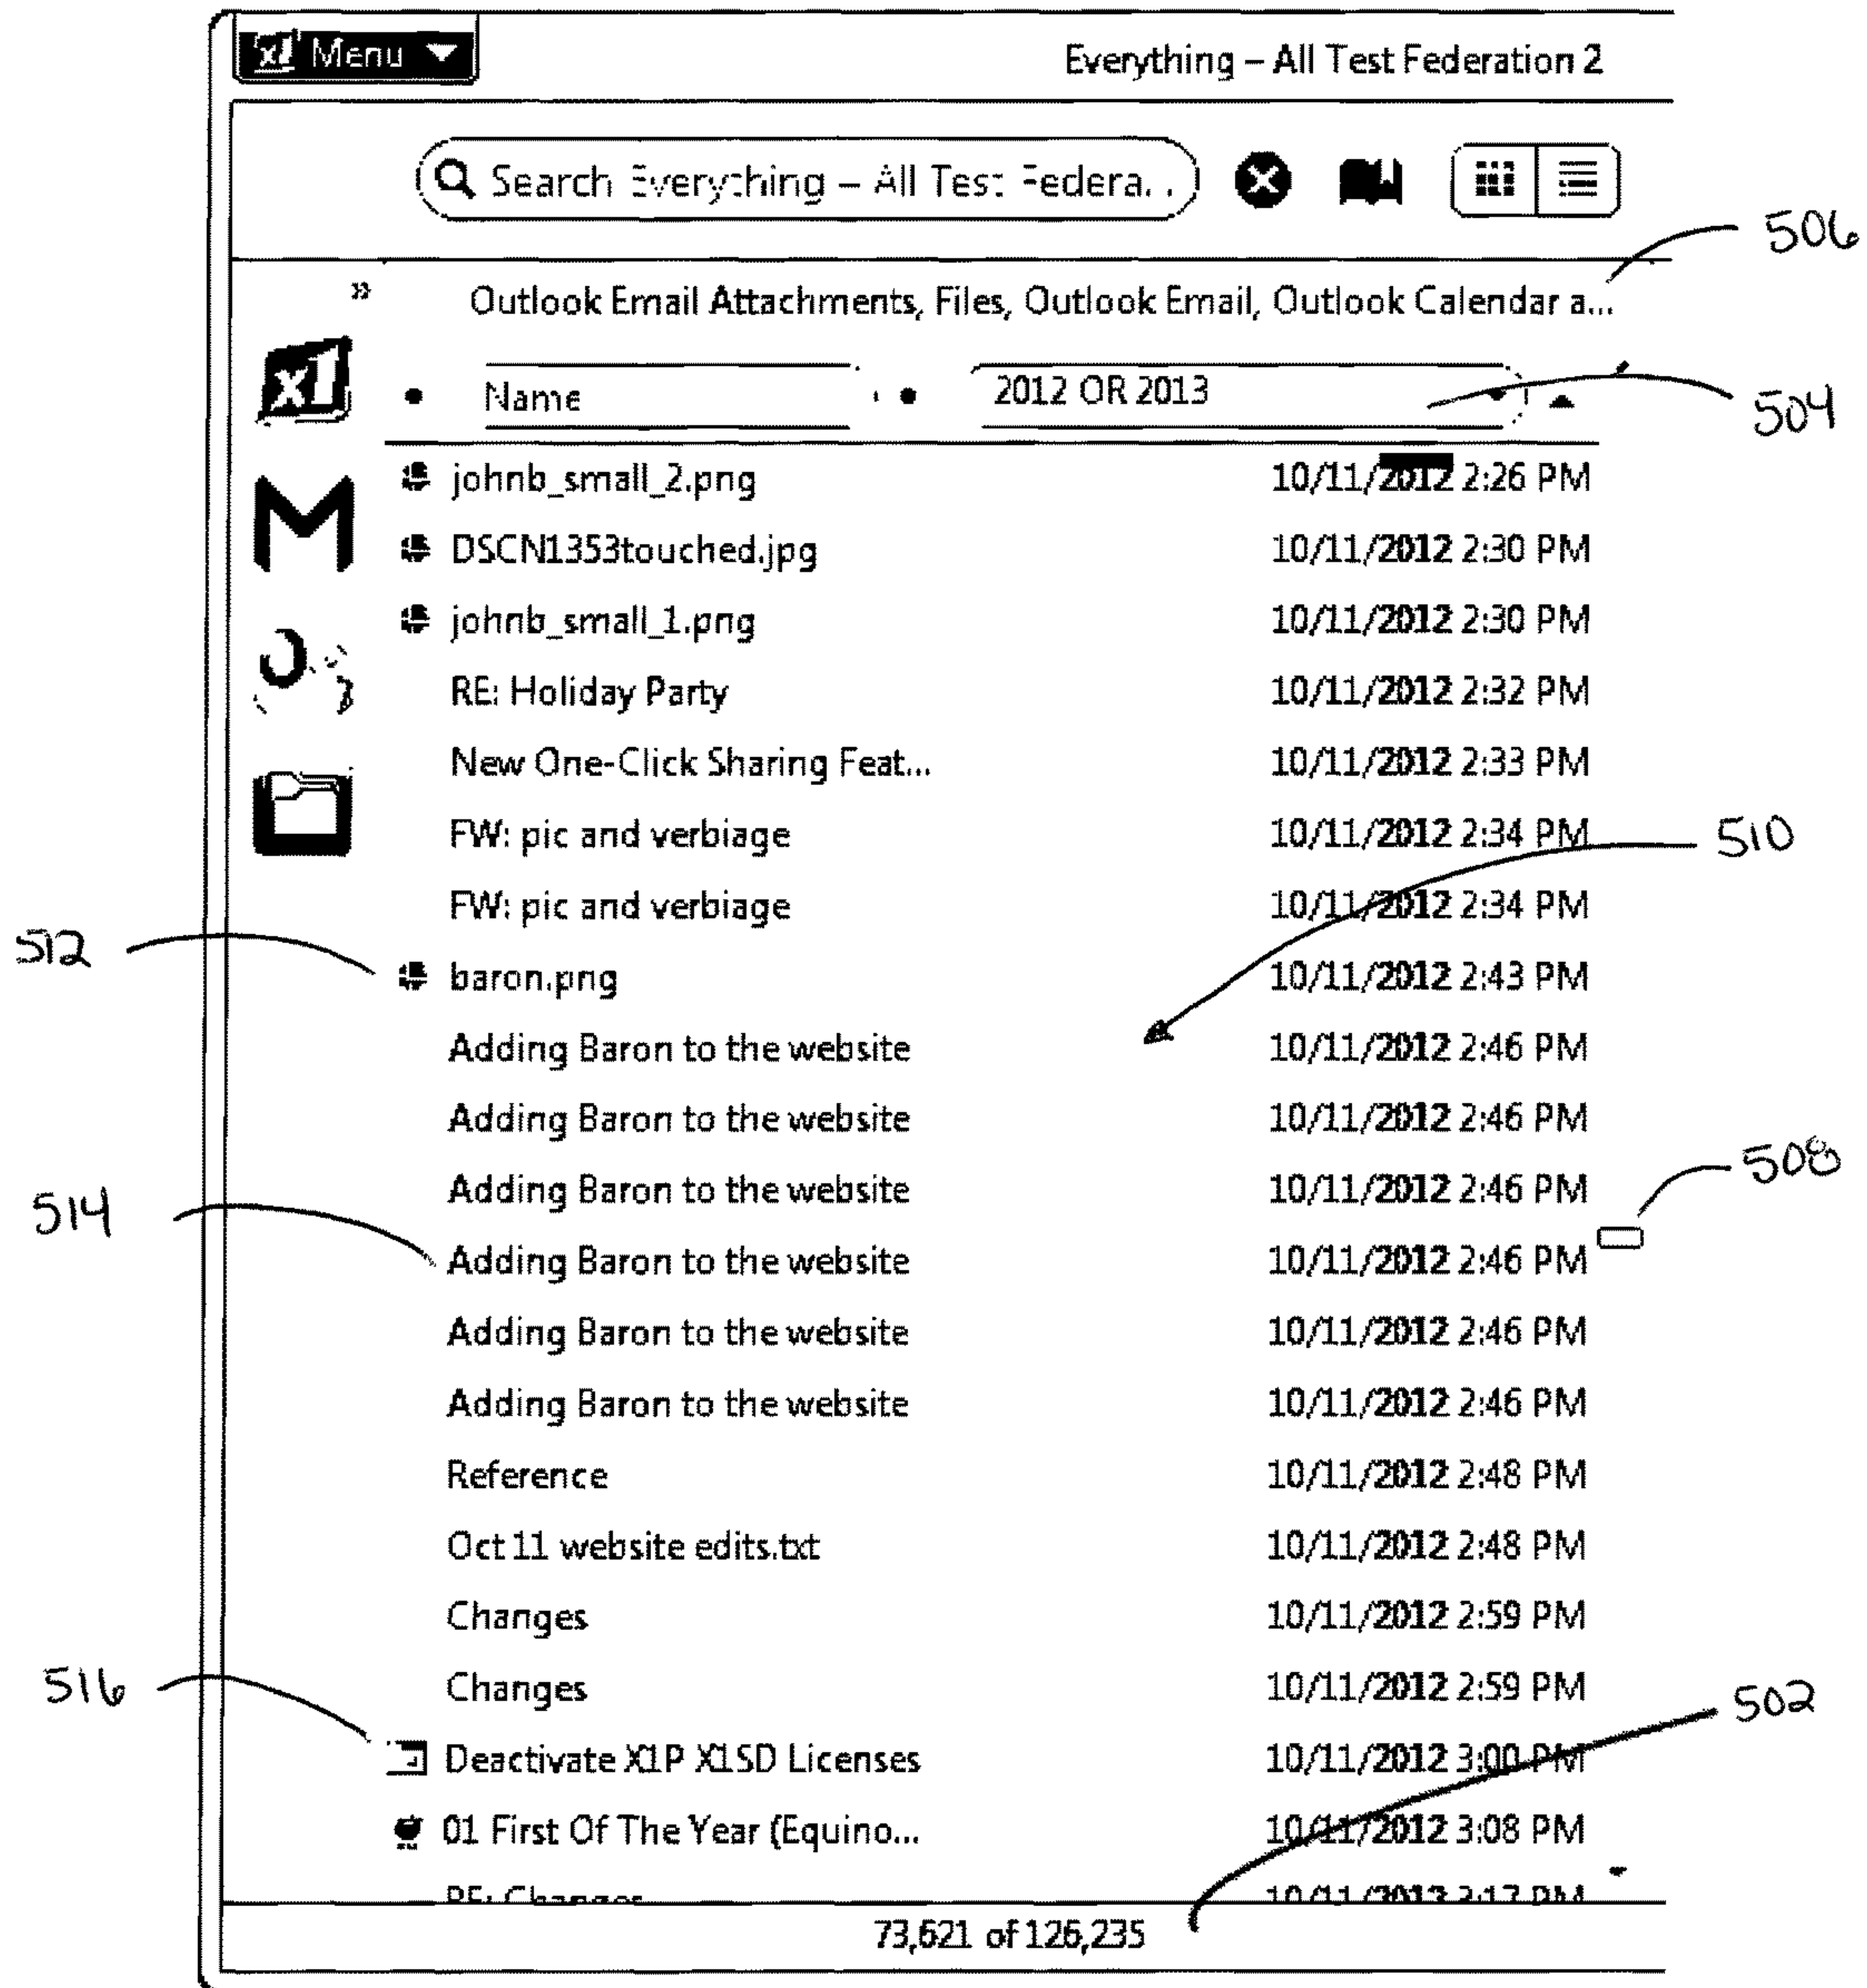 x1 Menu
Everything – All Test Federation 2
Search Everything – All Test Federa...
506
» Outlook Email Attachments, Files, Outlook Email, Outlook Calendar a...
X1
Name 2012 OR 2013
504
johnb_small_2.png 10/11/2012 2:26 PM
M
DSCN1353touched.jpg 10/11/2012 2:30 PM
johnb_small_1.png 10/11/2012 2:30 PM
RE: Holiday Party 10/11/2012 2:32 PM
New One-Click Sharing Feat... 10/11/2012 2:33 PM
FW: pic and verbiage 10/11/2012 2:34 PM
510
FW: pic and verbiage 10/11/2012 2:34 PM
512
baron.png 10/11/2012 2:43 PM
Adding Baron to the website 10/11/2012 2:46 PM
Adding Baron to the website 10/11/2012 2:46 PM
508
Adding Baron to the website 10/11/2012 2:46 PM
514
Adding Baron to the website 10/11/2012 2:46 PM
Adding Baron to the website 10/11/2012 2:46 PM
Adding Baron to the website 10/11/2012 2:46 PM
Reference 10/11/2012 2:48 PM
Oct 11 website edits.txt 10/11/2012 2:48 PM
Changes 10/11/2012 2:59 PM
Changes 10/11/2012 2:59 PM
516
502
Deactivate X1P X1SD Licenses 10/11/2012 3:00 PM
01 First Of The Year (Equino... 10/11/2012 3:08 PM
RE: Changes
73,621 of 126,235